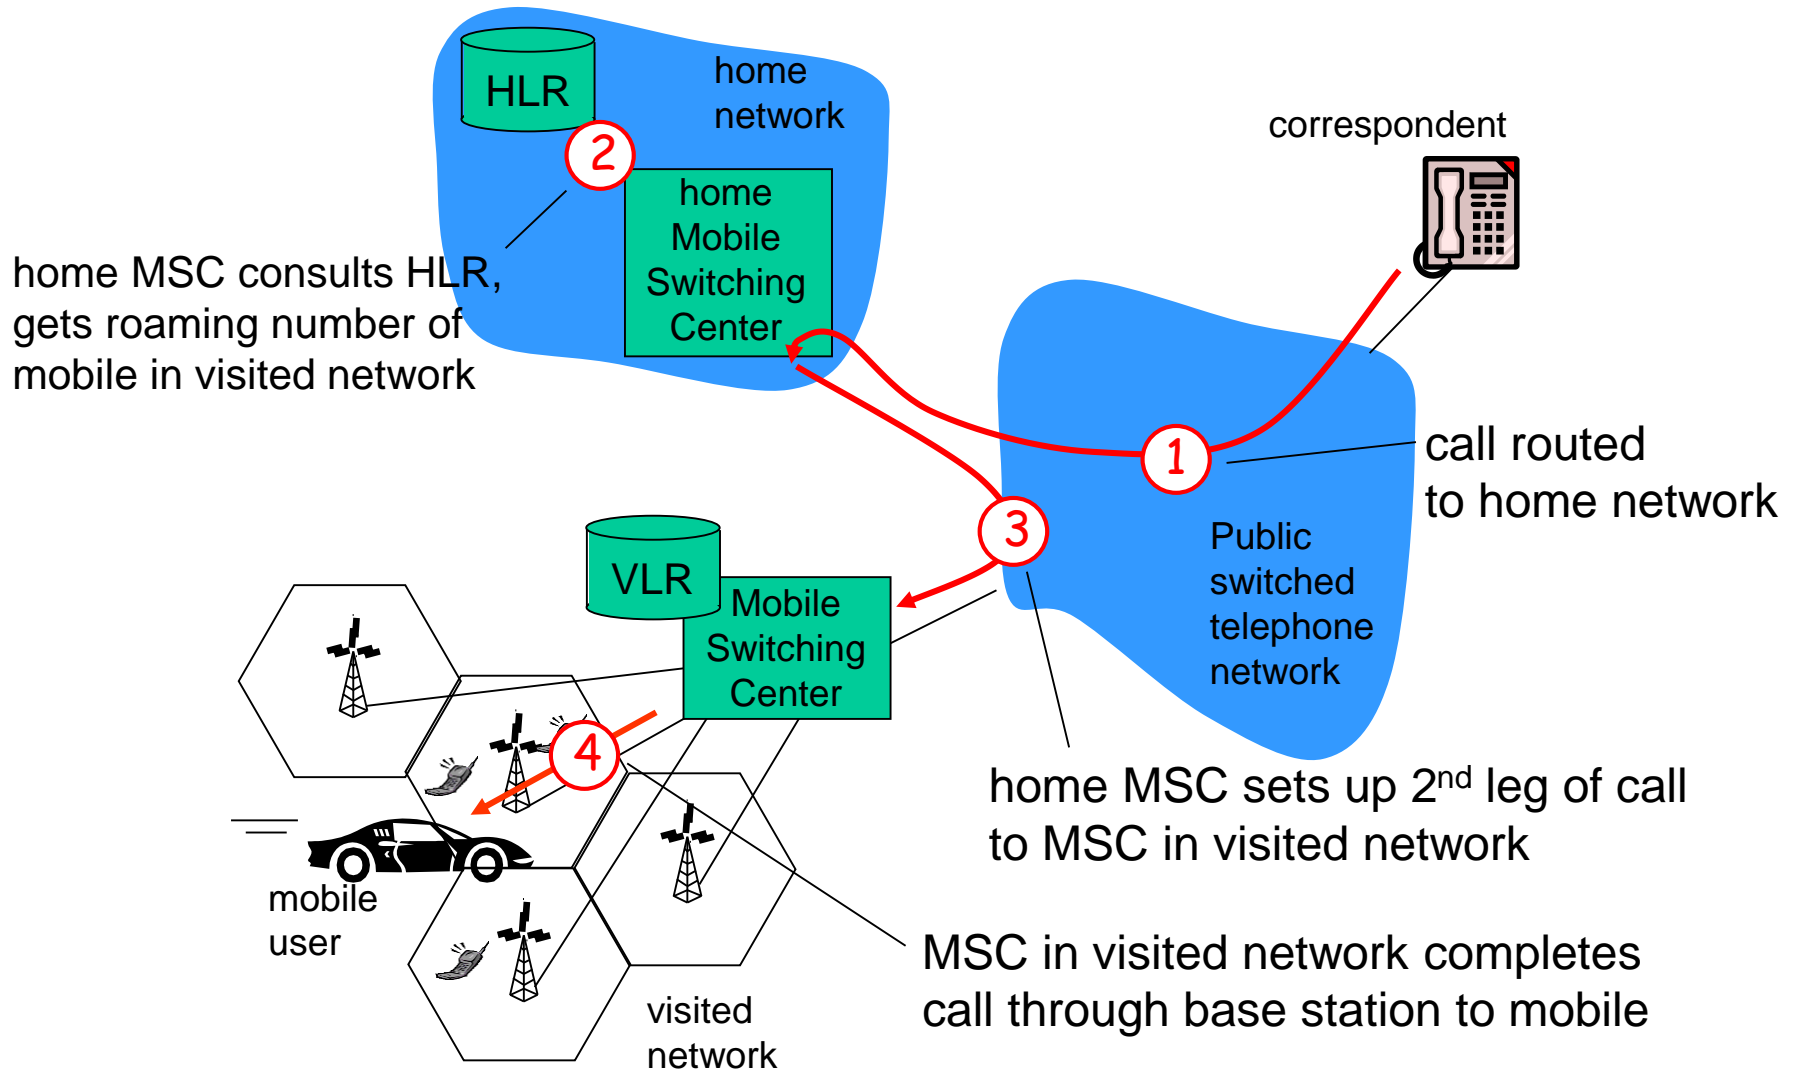 HLR
home
network
2
home
Mobile
Switching
Center
correspondent
home MSC consults HLR,
gets roaming number of
mobile in visited network
1
call routed
to home network
3
Public
switched
telephone
network
VLR
Mobile
Switching
Center
4
home MSC sets up 2nd leg of call
to MSC in visited network
mobile
user
MSC in visited network completes
call through base station to mobile
visited
network